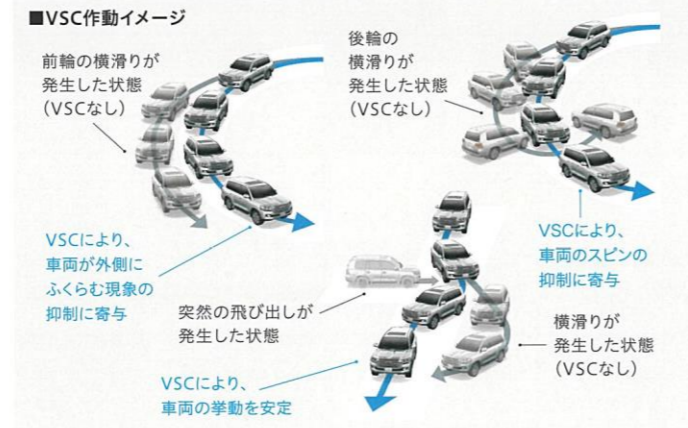 ■VSC作動イメージ
前輪の横滑りが
発生した状態
（VSCなし）
VSCにより、
車両が外側に
ふくらむ現象の
抑制に寄与
後輪の
横滑りが
発生した状態
（VSCなし）
VSCにより、
車両のスピンの
抑制に寄与
突然の飛び出しが
発生した状態
VSCにより、
車両の挙動を安定
横滑りが
発生した状態
（VSCなし）